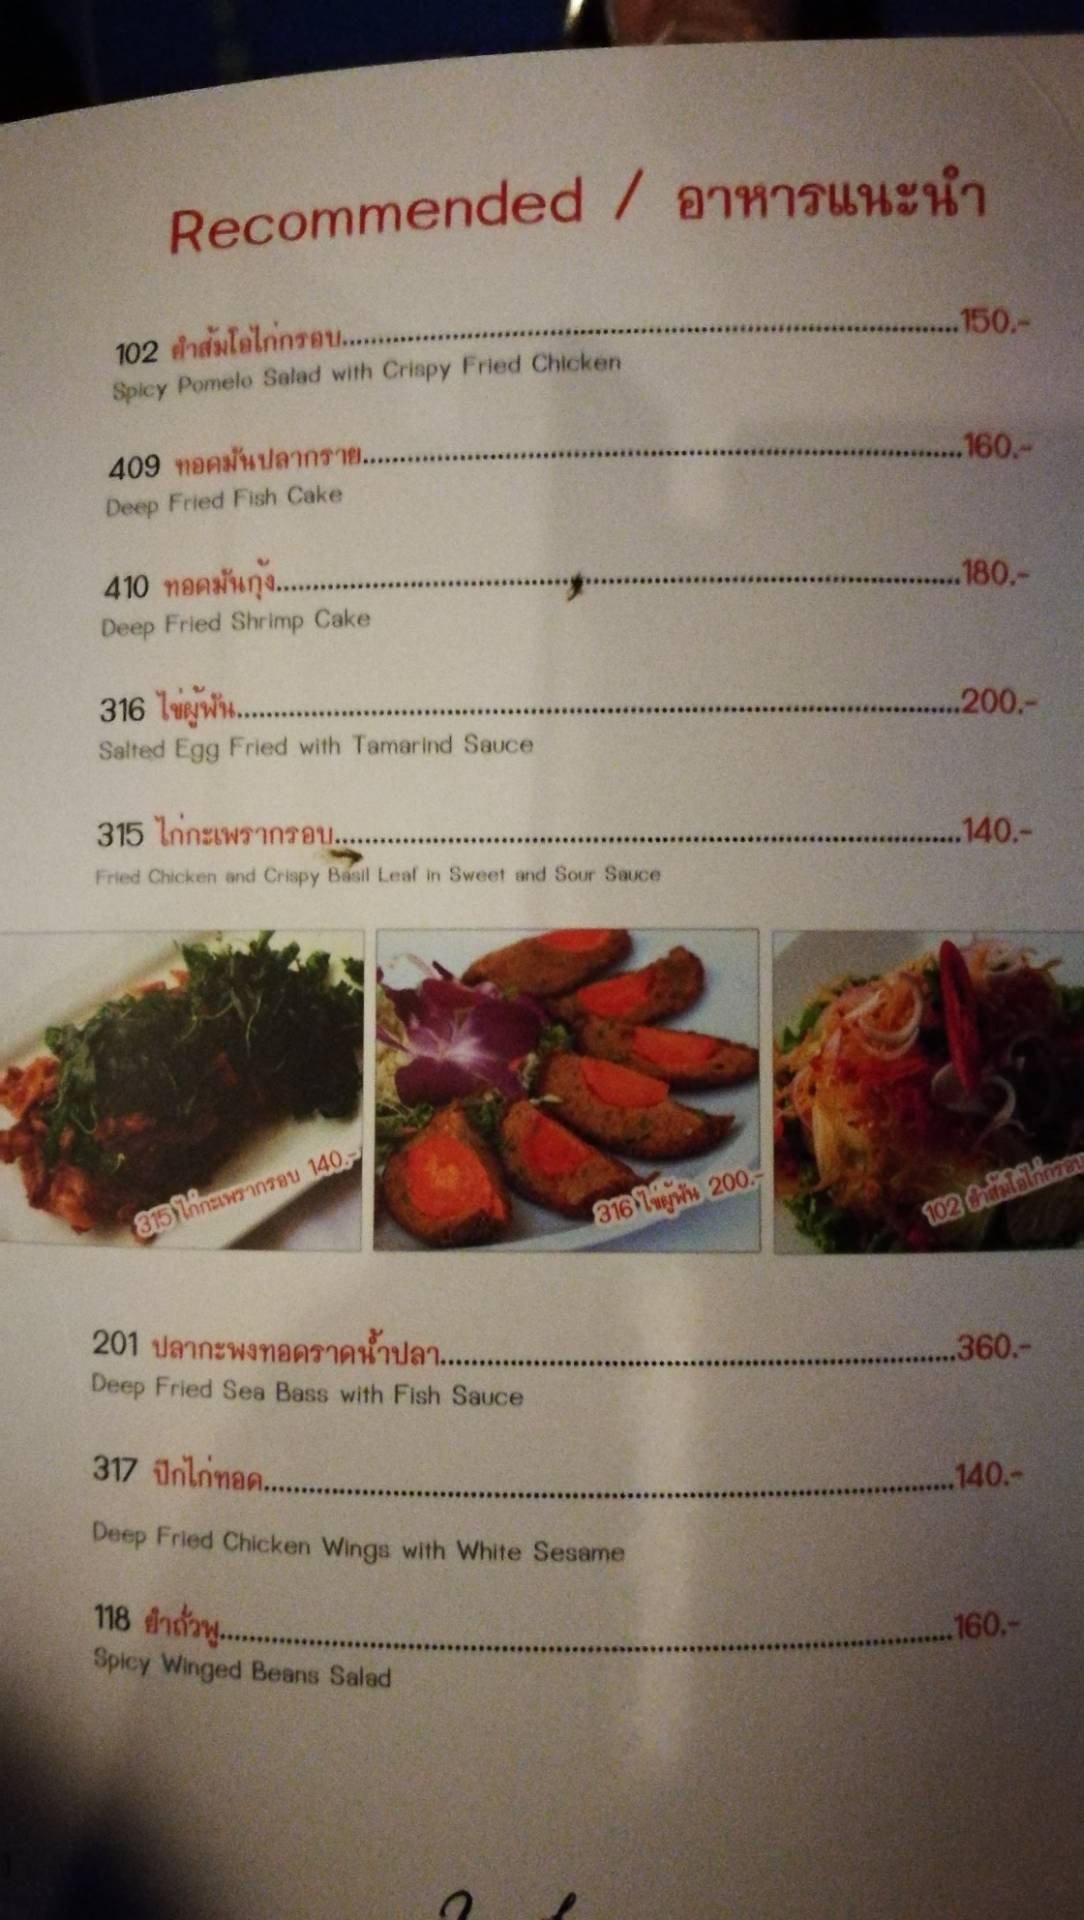 Recommended / อาหารแนะนำ
102 ยำส้มโอไก่กรอบ.....150.-
Spicy Pomelo Salad with Crispy Fried Chicken
409 ทอดมันปลากราย.....160.-
Deep Fried Fish Cake
410 ทอดมันกุ้ง.....180.-
Deep Fried Shrimp Cake
316 ไข่ผู้พัน.....200.-
Salted Egg Fried with Tamarind Sauce
315 ไก่กะเพรากรอบ.....140.-
Fried Chicken and Crispy Basil Leaf in Sweet and Sour Sauce
315 ไก่กะเพรากรอบ 140.-
316 ไข่ผู้พัน 200.-
102 ยำส้มโอไก่กรอบ
201 ปลากะพงทอดราดน้ำปลา.....360.-
Deep Fried Sea Bass with Fish Sauce
317 ปีกไก่ทอด.....140.-
Deep Fried Chicken Wings with White Sesame
118 ยำถั่วพู.....160.-
Spicy Winged Beans Salad